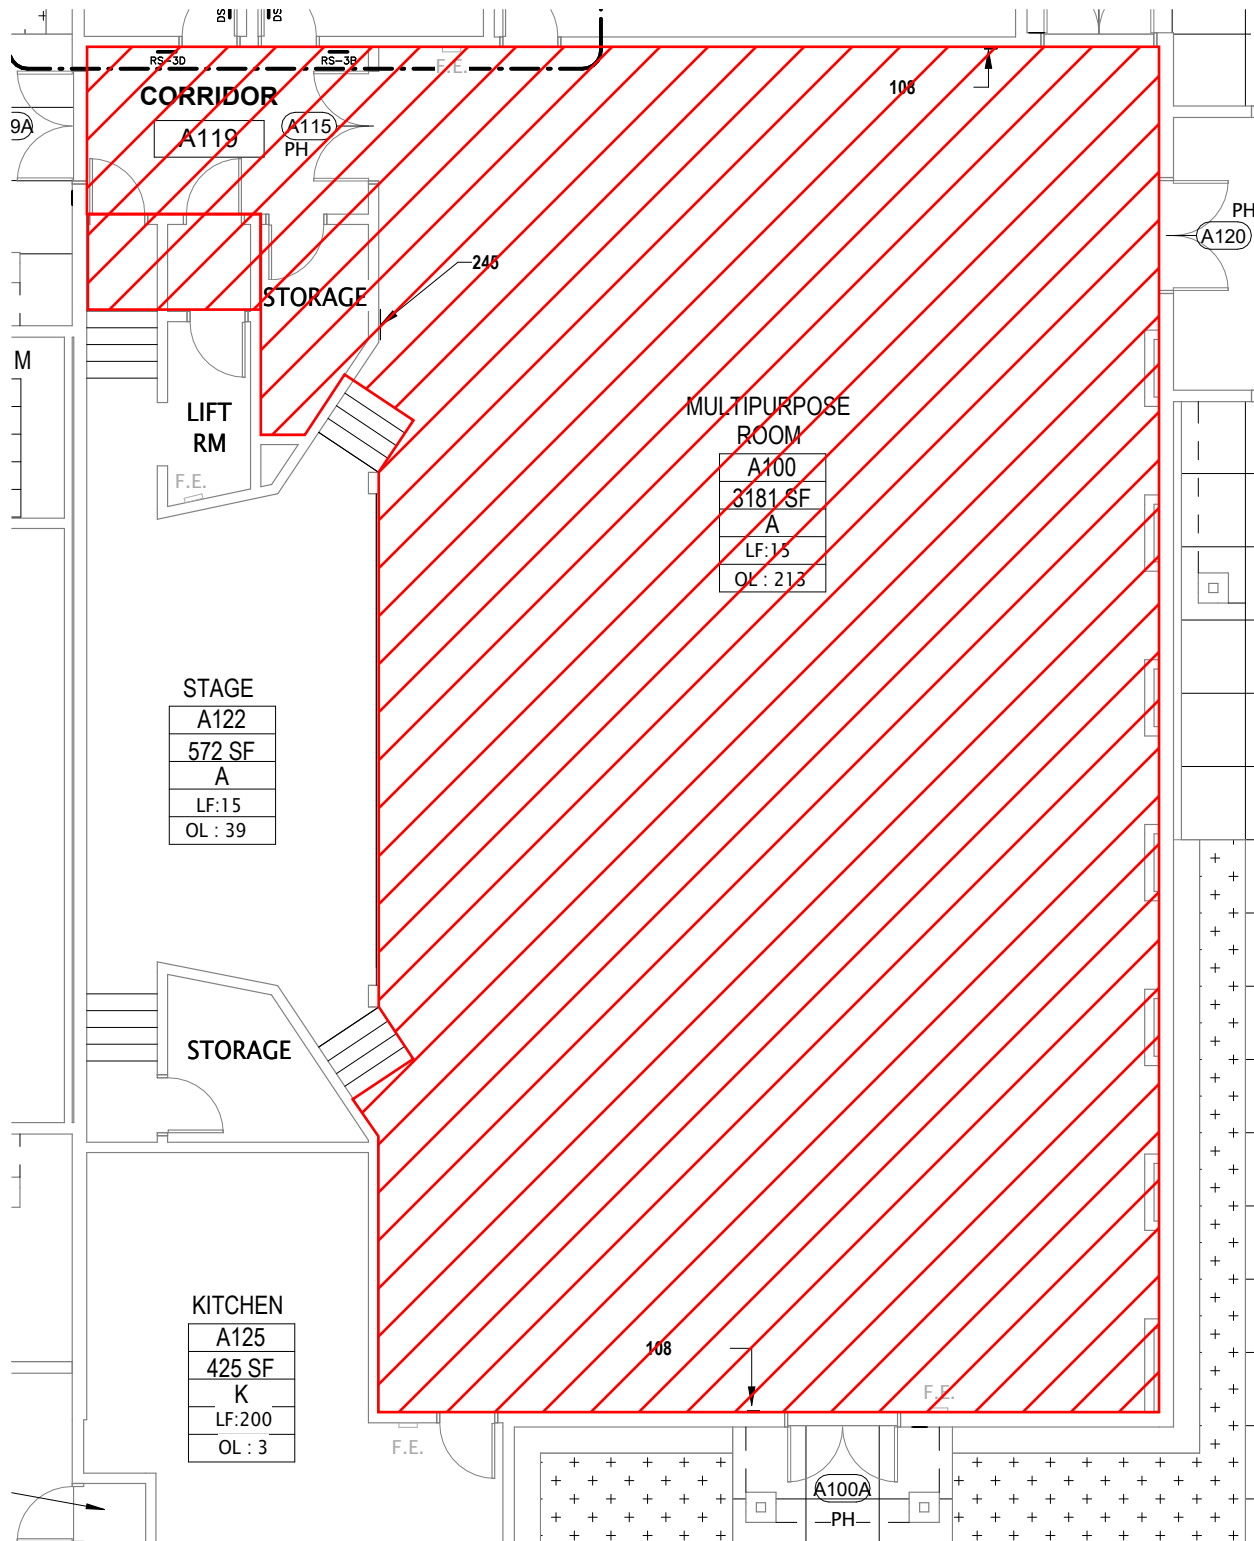 DS
DS
RS-3D
RS-3B
F.E.
108
CORRIDOR
A119
A115
PH
9A
PH
A120
245
STORAGE
M
LIFT
RM
F.E.
MULTIPURPOSE
ROOM
A100
3181 SF
A
LF:15
OL : 213
STAGE
A122
572 SF
A
LF:15
OL : 39
STORAGE
KITCHEN
A125
425 SF
K
LF:200
OL : 3
108
F.E.
F.E.
A100A
PH